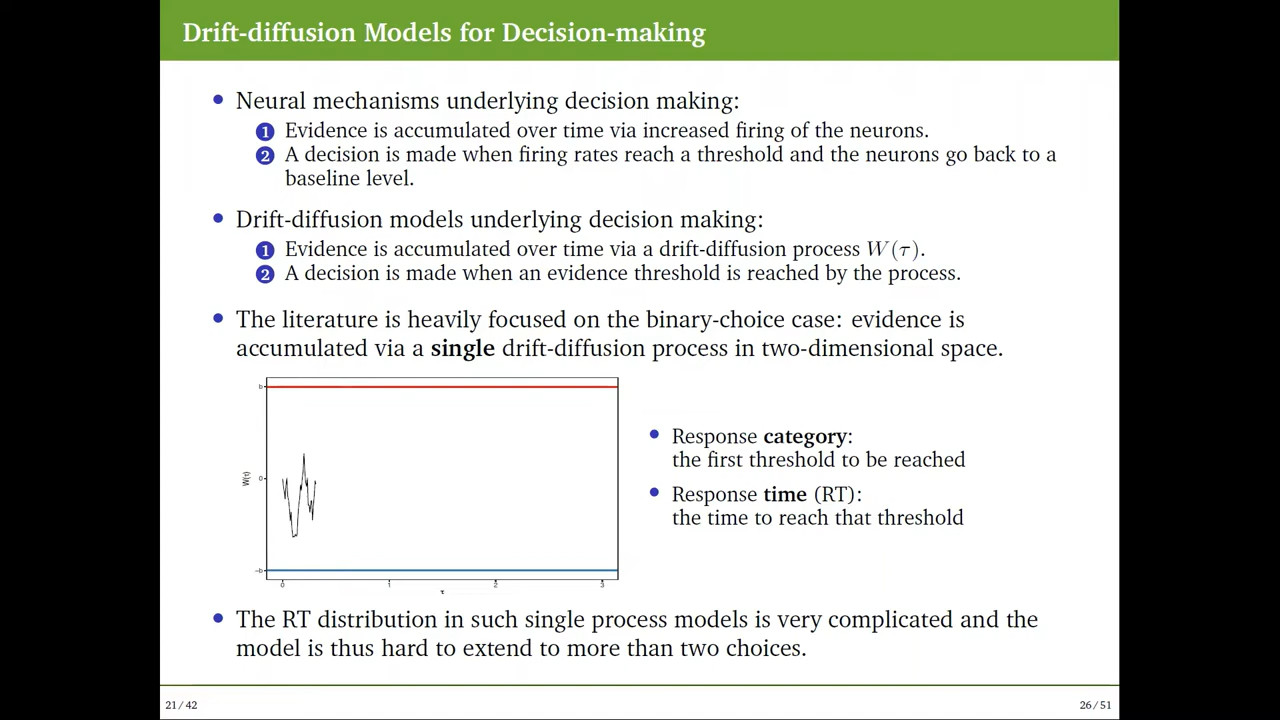 Drift-diffusion Models for Decision-making
• Neural mechanisms underlying decision making:
1 Evidence is accumulated over time via increased firing of the neurons.
2 A decision is made when firing rates reach a threshold and the neurons go back to a
baseline level.
• Drift-diffusion models underlying decision making:
1 Evidence is accumulated over time via a drift-diffusion process W(τ).
2 A decision is made when an evidence threshold is reached by the process.
• The literature is heavily focused on the binary-choice case: evidence is
accumulated via a single drift-diffusion process in two-dimensional space.
b
W(τ)
0
-b
0 1 2 3
τ
• Response category:
the first threshold to be reached
• Response time (RT):
the time to reach that threshold
• The RT distribution in such single process models is very complicated and the
model is thus hard to extend to more than two choices.
21 / 42
26 / 51